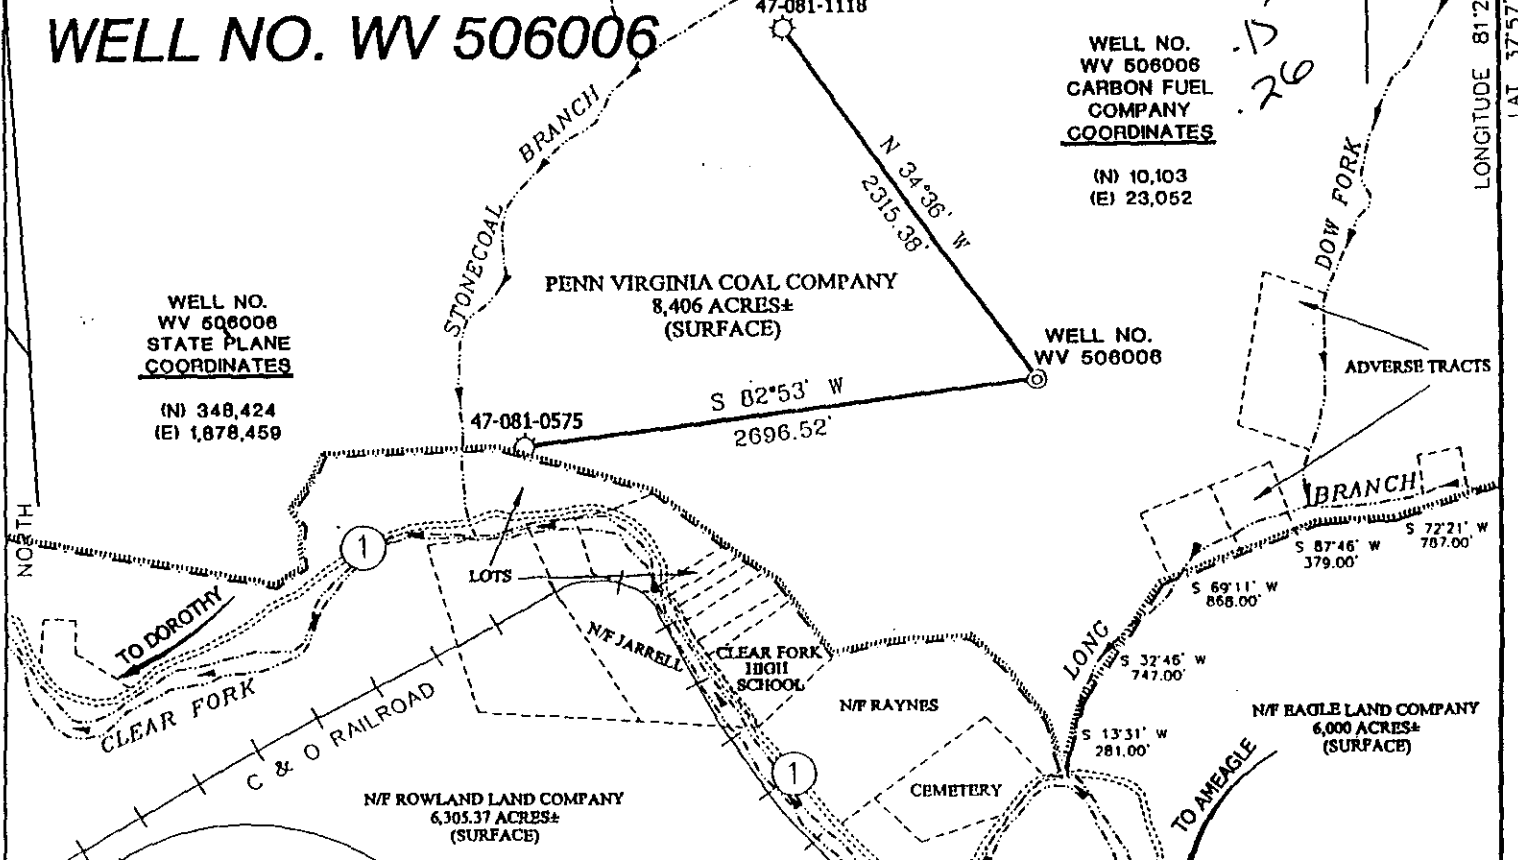 WELL NO. WV 506006
47-081-1118
WELL NO.
WV 506006
CARBON FUEL
COMPANY
COORDINATES
(N) 10,103
(E) 23,052
.26
LONGITUDE 81°2
LAT 37°57
BRANCH
STONECOAL
N 34°36' W
2315.38'
DOW FORK
PENN VIRGINIA COAL COMPANY
8,406 ACRES±
(SURFACE)
WELL NO.
WV 506006
STATE PLANE
COORDINATES
(N) 348,424
(E) 1,878,459
WELL NO.
WV 506006
ADVERSE TRACTS
S 82°53' W
2696.52'
47-081-0575
BRANCH
NORTH
1
LOTS
S 72°21' W
787.00'
S 87°46' W
379.00'
S 69°11' W
868.00'
TO DOROTHY
N/F JARRELL
CLEAR FORK
HIGH
SCHOOL
LONG
S 32°46' W
747.00'
CLEAR FORK
C & O RAILROAD
N/F RAYNES
N/F EAGLE LAND COMPANY
6,000 ACRES±
(SURFACE)
S 13°31' W
281.00'
1
CEMETERY
TO AMEAGLE
N/F ROWLAND LAND COMPANY
6,305.37 ACRES±
(SURFACE)